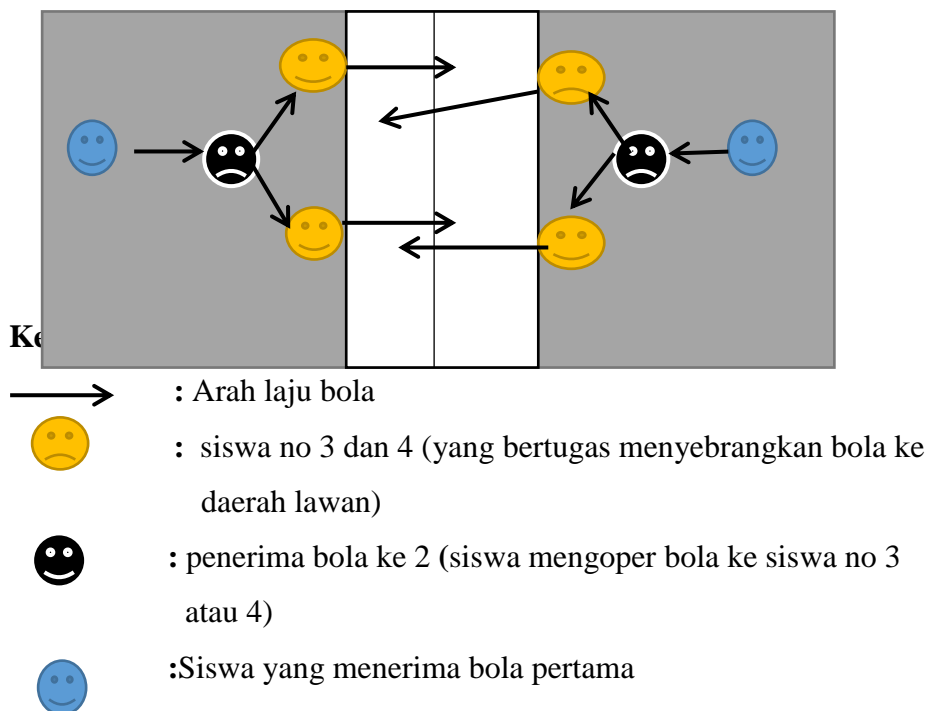 : Arah laju bola
: siswa no 3 dan 4 (yang bertugas menyebrangkan bola ke
daerah lawan)
: penerima bola ke 2 (siswa mengoper bola ke siswa no 3
atau 4)
:Siswa yang menerima bola pertama